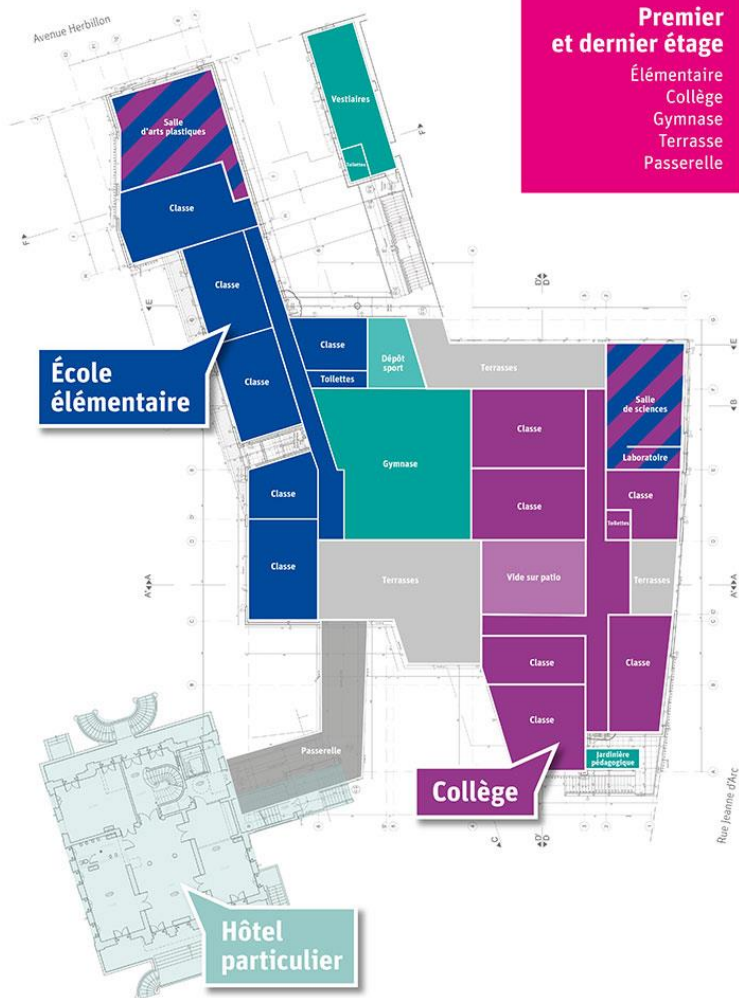 Avenue Herbillon
Premier
et dernier étage
Élémentaire
Collège
Gymnase
Terrasse
Passerelle
Vestiaires
Toilettes
Salle
d'arts plastiques
Classe
Classe
Classe
École
élémentaire
Classe
Toilettes
Dépôt
sport
Terrasses
Salle
de sciences
Laboratoire
Classe
Gymnase
Classe
Classe
Classe
Toilettes
Classe
Classe
Terrasses
Vide sur patio
Terrasses
Classe
Classe
Classe
Passerelle
Jardinière
pédagogique
Collège
Rue Jeanne d'Arc
Hôtel
particulier